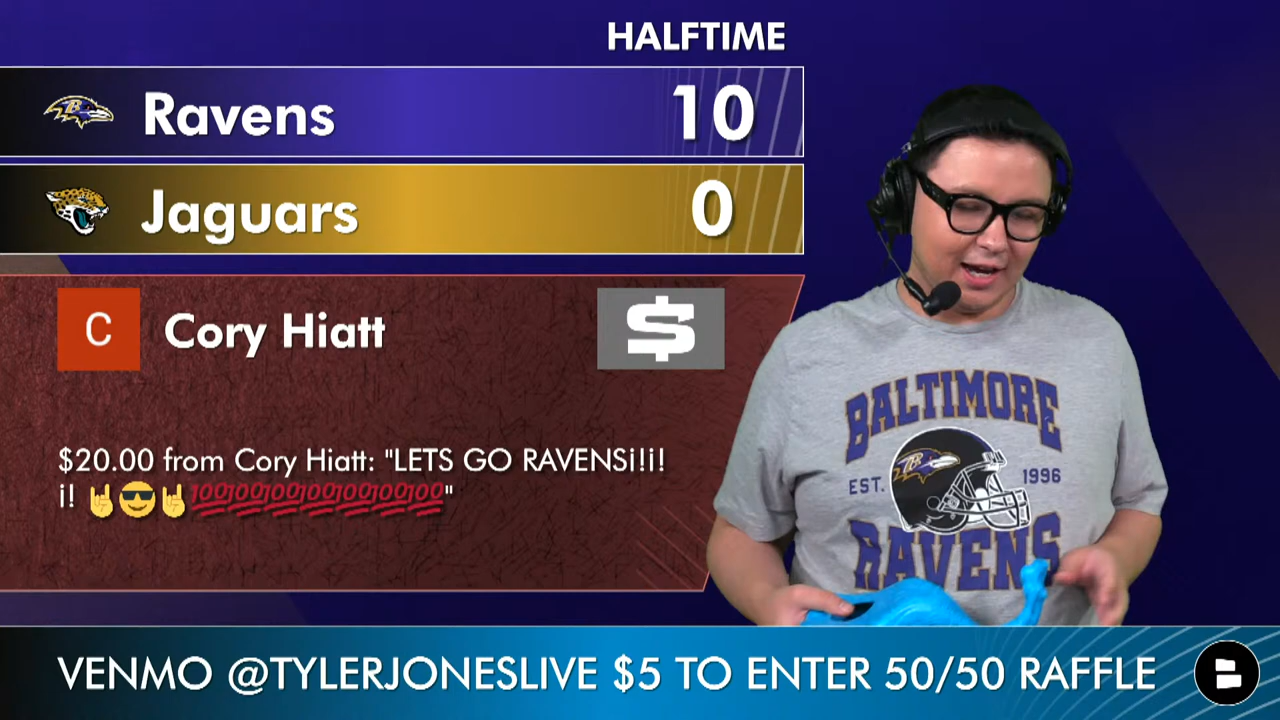 HALFTIME
Ravens 10
Jaguars 0
C Cory Hiatt $
$20.00 from Cory Hiatt: "LETS GO RAVENS¡!¡!
¡! 🤘😎🤘💯💯💯💯💯💯💯"
BALTIMORE
EST. 1996
RAVENS
VENMO @TYLERJONESLIVE $5 TO ENTER 50/50 RAFFLE